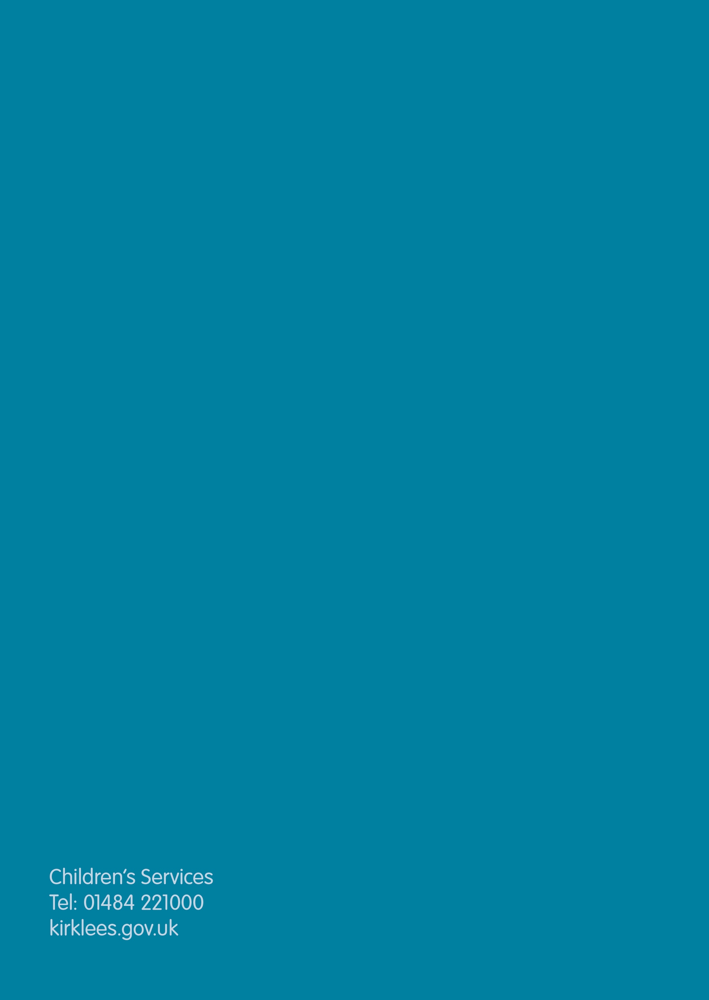 Children's Services
Tel: 01484 221000
kirklees.gov.uk